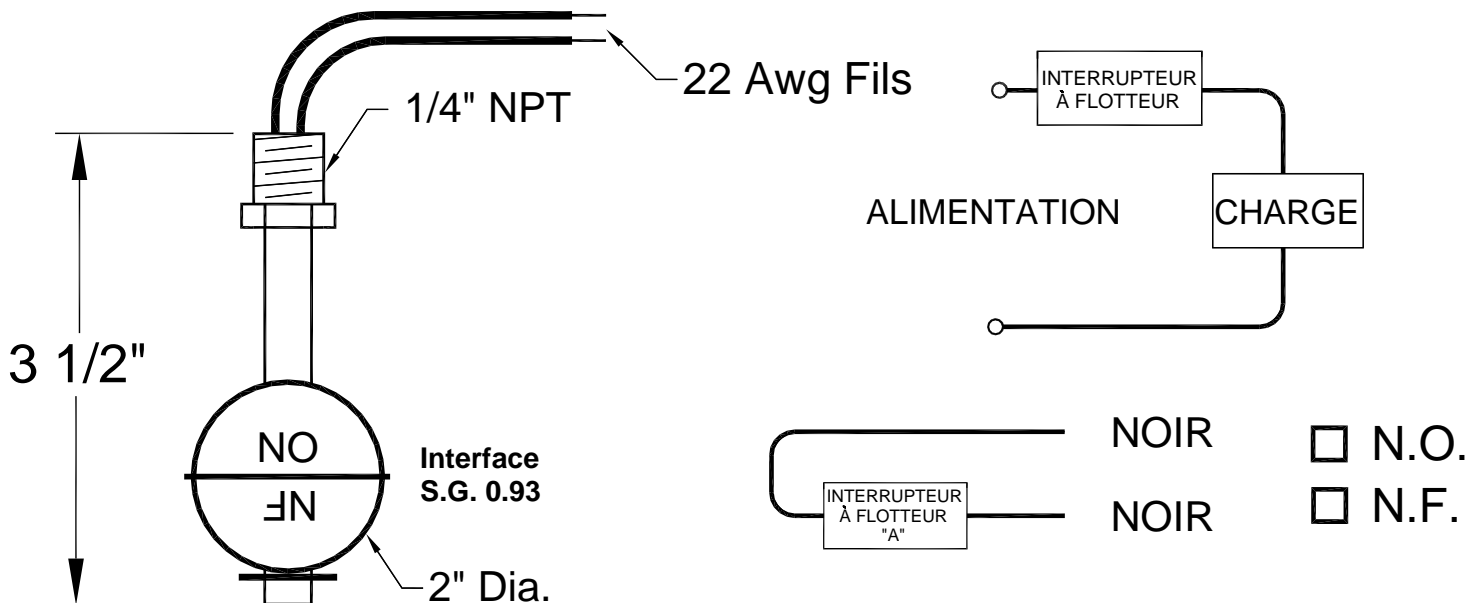 22 Awg Fils
1/4" NPT
3 1/2"
NO
NF
Interface
S.G. 0.93
2" Dia.
INTERRUPTEUR
À FLOTTEUR
ALIMENTATION
CHARGE
NOIR
INTERRUPTEUR
À FLOTTEUR
"A"
NOIR
N.O.
N.F.